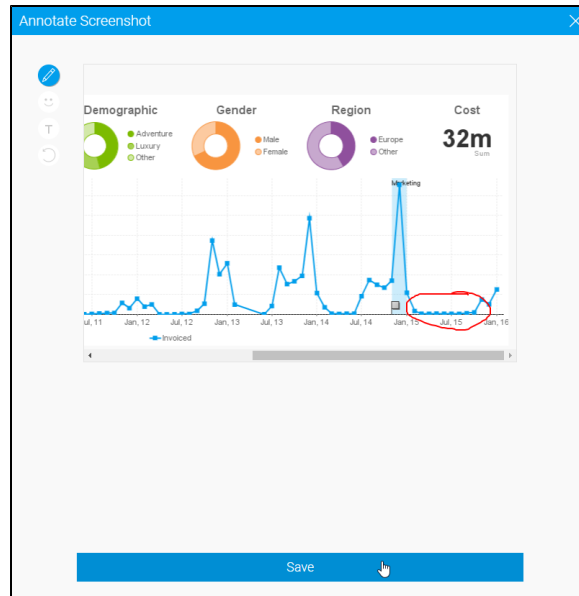 Annotate Screenshot
T
Demographic
Adventure
Luxury
Other
Gender
Male
Female
Region
Europe
Other
Cost
32m
Sum
Marketing
ul, 11 Jan, 12 Jul, 12 Jan, 13 Jul, 13 Jan, 14 Jul, 14 Jan, 15 Jul, 15 Jan, 16
Invoiced
Save